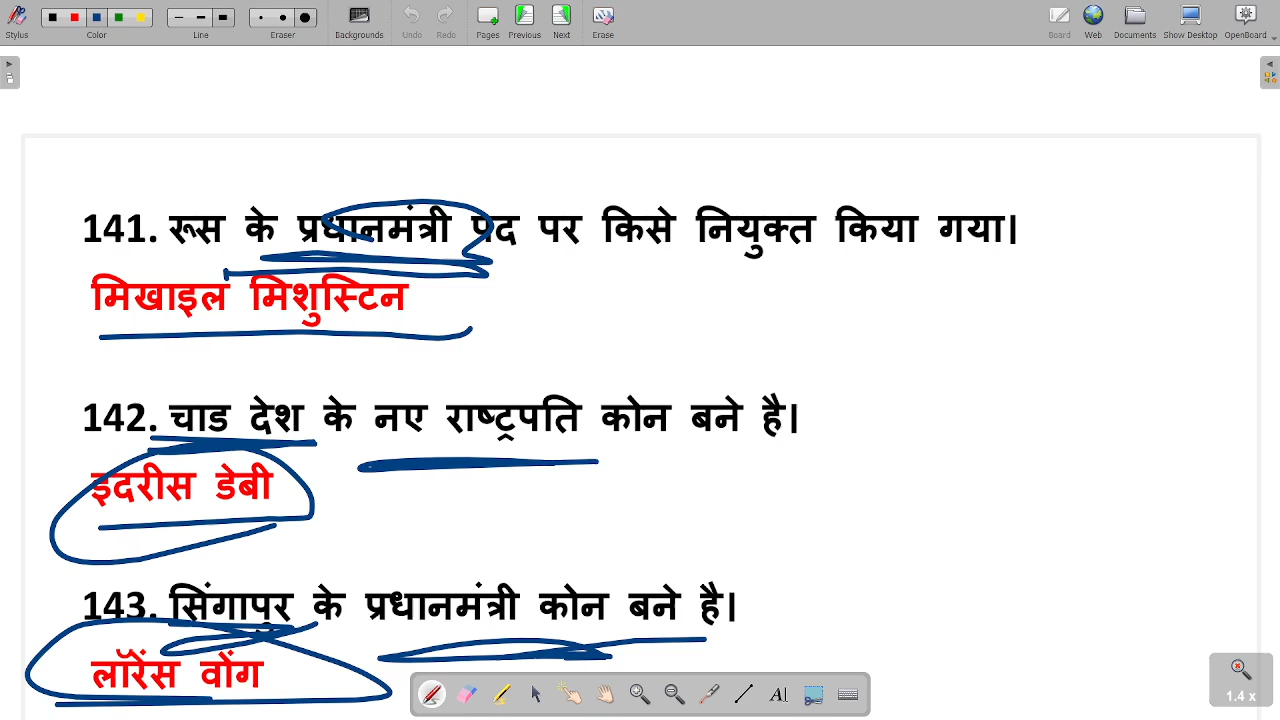 Stylus Color Line Eraser Backgrounds Undo Redo Pages Previous Next Erase Board Web Documents Show Desktop OpenBoard
141. रूस के प्रधानमंत्री पद पर किसे नियुक्त किया गया।
मिखाइल मिशुस्टिन
142. चाड देश के नए राष्ट्रपति कोन बने है।
इदरीस डेबी
143. सिंगापुर के प्रधानमंत्री कोन बने है।
लॉरेंस वोंग
1.4 x